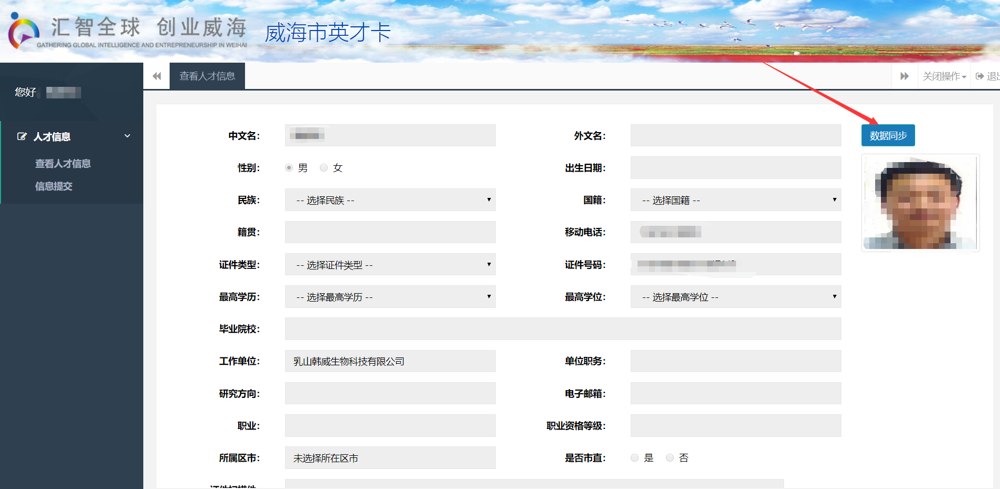 汇智全球 创业威海
GATHERING GLOBAL INTELLIGENCE AND ENTREPRENEURSHIP IN WEIHAI
威海市英才卡
查看人才信息
关闭操作
退出
您好
人才信息
查看人才信息
信息提交
中文名:
外文名:
数据同步
性别: 男 女
出生日期:
民族: -- 选择民族 --
国籍: -- 选择国籍 --
籍贯:
移动电话:
证件类型: -- 选择证件类型 --
证件号码:
最高学历: -- 选择最高学历 --
最高学位: -- 选择最高学位 --
毕业院校:
工作单位: 乳山韩威生物科技有限公司
单位职务:
研究方向:
电子邮箱:
职业:
职业资格等级:
所属区市: 未选择所在区市
是否市直: 是 否
证件扫描件: